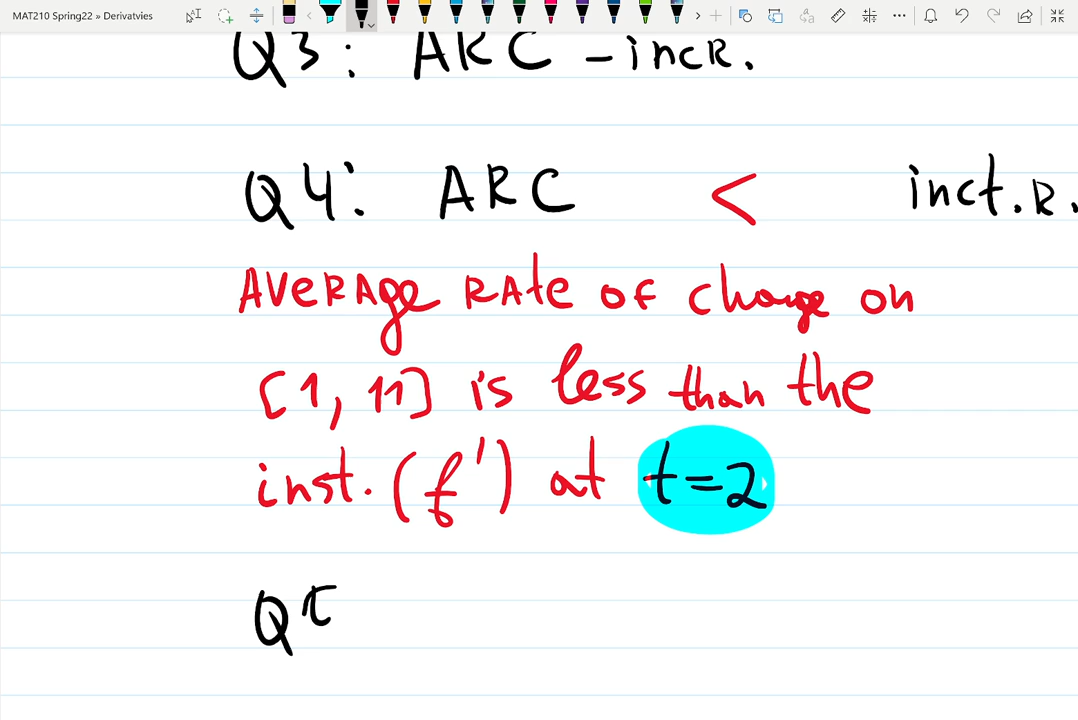 MAT210 Spring22 » Derivatvies
Q3: ARC - incR.
Q4: ARC < inct.R.
AVeRAge RAte of change on
[1, 11] is less than the
inst. (f') at t=2
Q